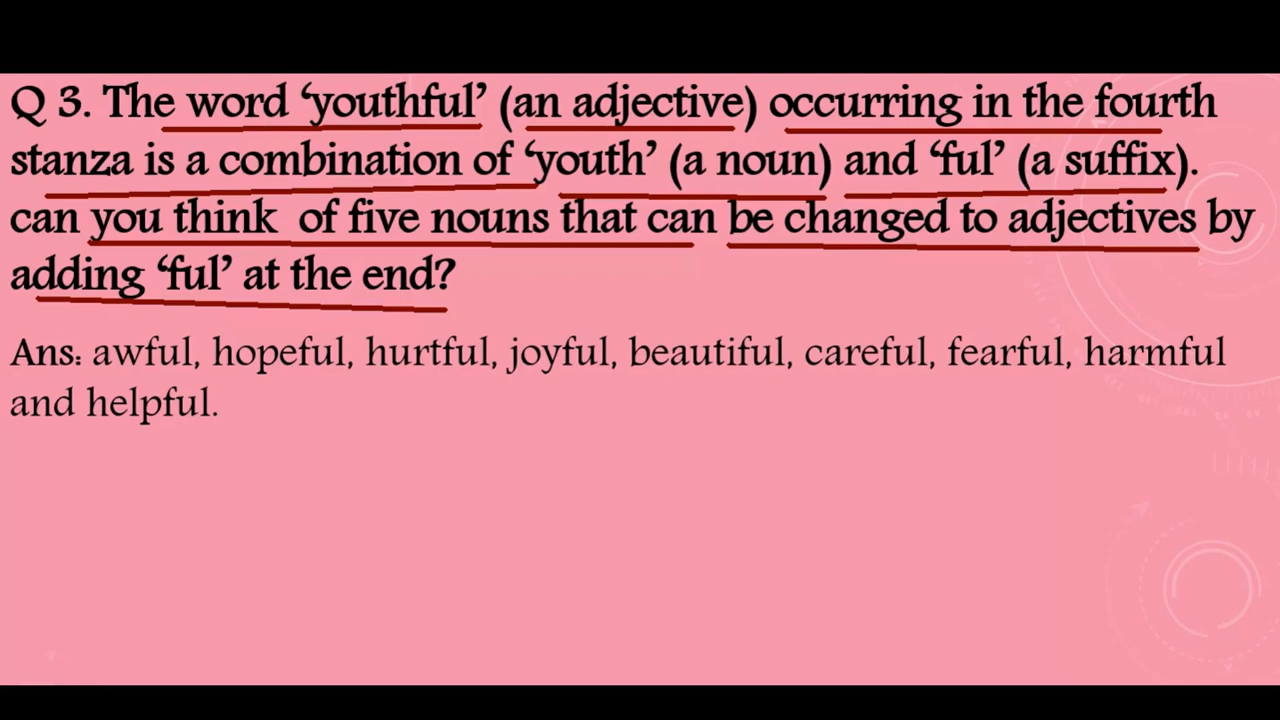 Q 3. The word ‘youthful’ (an adjective) occurring in the fourth
stanza is a combination of ‘youth’ (a noun) and ‘ful’ (a suffix).
can you think of five nouns that can be changed to adjectives by
adding ‘ful’ at the end?
Ans: awful, hopeful, hurtful, joyful, beautiful, careful, fearful, harmful
and helpful.